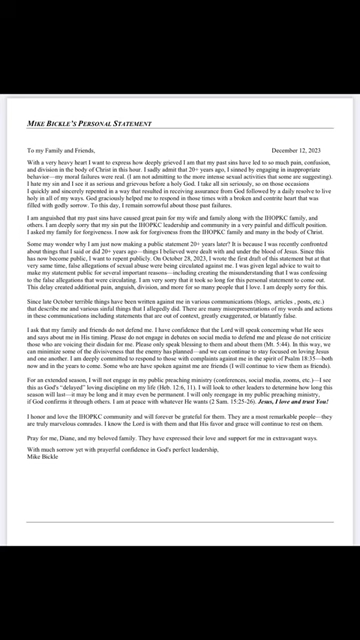 MIKE BICKLE'S PERSONAL STATEMENT
To my Family and Friends, December 12, 2023
With a very heavy heart I want to express how deeply grieved I am that my past sins have led to so much pain, confusion,
and division in the body of Christ in this hour. I sadly admit that 20+ years ago, I sinned by engaging in inappropriate
behavior—my moral failures were real. (I am not admitting to the more intense sexual activities that some are suggesting).
I hate my sin and I see it as serious and grievous before a holy God. I take all sin seriously, so on those occasions
I quickly and sincerely repented in a way that resulted in receiving assurance from God followed by a daily resolve to live
holy in all of my ways. God graciously helped me to respond in those times with a broken and contrite heart that was
filled with godly sorrow. To this day, I remain sorrowful about those past failures.
I am anguished that my past sins have caused great pain for my wife and family along with the IHOPKC family, and
others. I am deeply sorry that my sin put the IHOPKC leadership and community in a very painful and difficult position.
I asked my family for forgiveness. I now ask for forgiveness from the IHOPKC family and many in the body of Christ.
Some may wonder why I am just now making a public statement 20+ years later? It is because I was recently confronted
about things that I said or did 20+ years ago—things I believed were dealt with and under the blood of Jesus. Since this
has now become public, I want to repent publicly. On October 28, 2023, I wrote the first draft of this statement but at that
very same time, false allegations of sexual abuse were being circulated against me. I was given legal advice to wait to
make my statement public for several important reasons—including creating the misunderstanding that I was confessing
to the false allegations that were circulating. I am very sorry that it took so long for this personal statement to come out.
This delay created additional pain, anguish, division, and more for so many people that I love. I am deeply sorry for this.
Since late October terrible things have been written against me in various communications (blogs, articles , posts, etc.)
that describe me and various sinful things that I allegedly did. There are many misrepresentations of my words and actions
in these communications including statements that are out of context, greatly exaggerated, or blatantly false.
I ask that my family and friends do not defend me. I have confidence that the Lord will speak concerning what He sees
and says about me in His timing. Please do not engage in debates on social media to defend me and please do not criticize
those who are voicing their disdain for me. Please only speak blessing to them and about them (Mt. 5:44). In this way, we
can minimize some of the divisiveness that the enemy has planned—and we can continue to stay focused on loving Jesus
and one another. I am deeply committed to respond to those with complaints against me in the spirit of Psalm 18:35—both
now and in the years to come. Some who have spoken against me are friends (I will continue to view them as friends).
For an extended season, I will not engage in my public preaching ministry (conferences, social media, zooms, etc.)—I see
this as God's "delayed" loving discipline on my life (Heb. 12:6, 11). I will look to other leaders to determine how long this
season will last—it may be long and it may even be permanent. I will only reengage in my public preaching ministry,
if God confirms it through others. I am at peace with whatever He wants (2 Sam. 15:25-26). Jesus, I love and trust You!
I honor and love the IHOPKC community and will forever be grateful for them. They are a most remarkable people—they
are truly marvelous comrades. I know the Lord is with them and that His favor and grace will continue to rest on them.
Pray for me, Diane, and my beloved family. They have expressed their love and support for me in extravagant ways.
With much sorrow yet with prayerful confidence in God's perfect leadership,
Mike Bickle